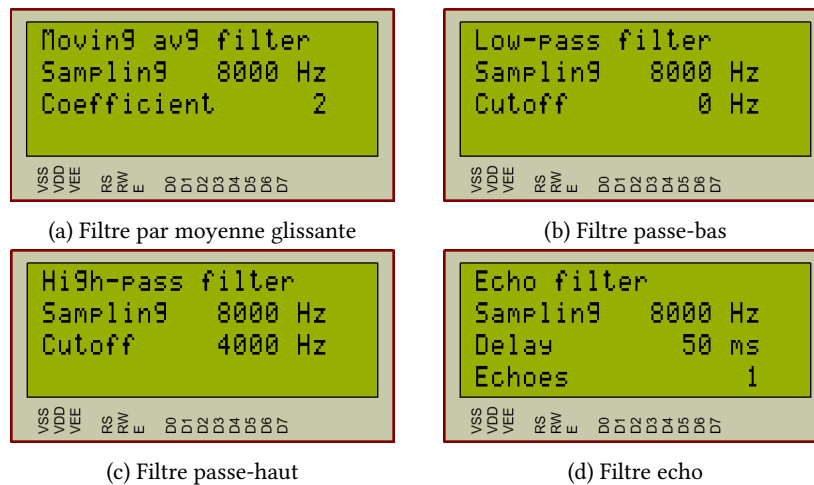 Moving avg filter
Sampling 8000 Hz
Coefficient 2
VSS VDD VEE RS RW E D0 D1 D2 D3 D4 D5 D6 D7
(a) Filtre par moyenne glissante
Low-pass filter
Sampling 8000 Hz
Cutoff 0 Hz
VSS VDD VEE RS RW E D0 D1 D2 D3 D4 D5 D6 D7
(b) Filtre passe-bas
High-pass filter
Sampling 8000 Hz
Cutoff 4000 Hz
VSS VDD VEE RS RW E D0 D1 D2 D3 D4 D5 D6 D7
(c) Filtre passe-haut
Echo filter
Sampling 8000 Hz
Delay 50 ms
Echoes 1
VSS VDD VEE RS RW E D0 D1 D2 D3 D4 D5 D6 D7
(d) Filtre echo